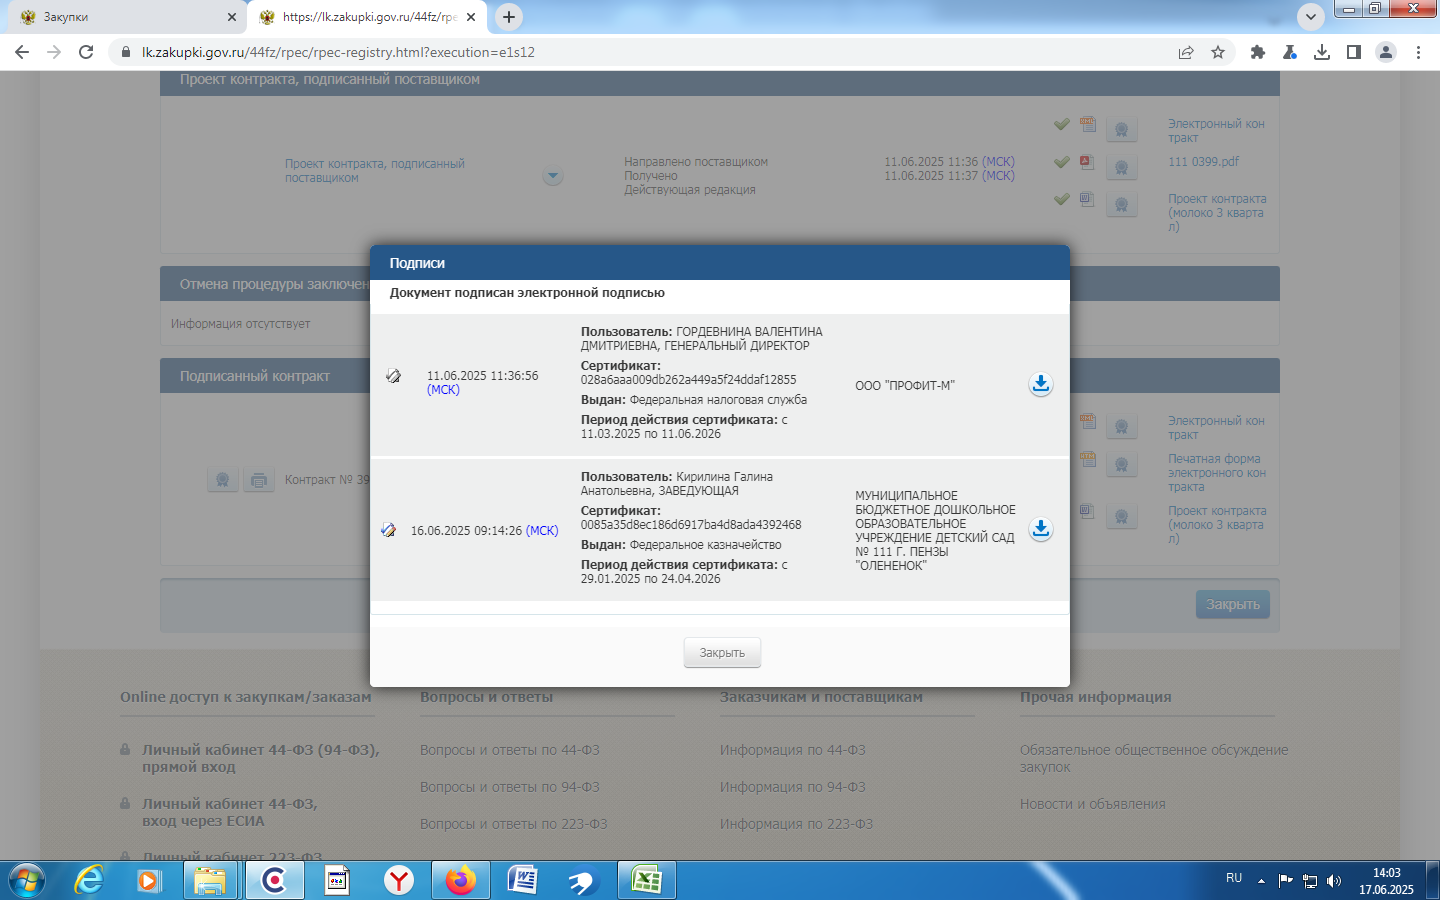 Закупки
https://lk.zakupki.gov.ru/44fz/rpe
lk.zakupki.gov.ru/44fz/rpec/rpec-registry.html?execution=e1s12
Проект контракта, подписанный поставщиком
Проект контракта, подписанный
поставщиком
Направлено поставщиком
Получено
Действующая редакция
11.06.2025 11:36 (МСК)
11.06.2025 11:37 (МСК)
Электронный кон
тракт
111 0399.pdf
Проект контракта
(молоко 3 кварта
л)
Отмена процедуры заключен
Информация отсутствует
Подписанный контракт
Контракт № 39
Электронный кон
тракт
Печатная форма
электронного кон
тракта
Проект контракта
(молоко 3 кварта
л)
Закрыть
Подписи
Документ подписан электронной подписью
11.06.2025 11:36:56
(МСК)
Пользователь: ГОРДЕВНИНА ВАЛЕНТИНА
ДМИТРИЕВНА, ГЕНЕРАЛЬНЫЙ ДИРЕКТОР
Сертификат:
028a6aaa009db262a449a5f24ddaf12855
Выдан: Федеральная налоговая служба
Период действия сертификата: с
11.03.2025 по 11.06.2026
ООО "ПРОФИТ-М"
16.06.2025 09:14:26 (МСК)
Пользователь: Кирилина Галина
Анатольевна, ЗАВЕДУЮЩАЯ
Сертификат:
0085a35d8ec186d6917ba4d8ada4392468
Выдан: Федеральное казначейство
Период действия сертификата: с
29.01.2025 по 24.04.2026
МУНИЦИПАЛЬНОЕ
БЮДЖЕТНОЕ ДОШКОЛЬНОЕ
ОБРАЗОВАТЕЛЬНОЕ
УЧРЕЖДЕНИЕ ДЕТСКИЙ САД
№ 111 Г. ПЕНЗЫ
"ОЛЕНЕНОК"
Закрыть
Online доступ к закупкам/заказам
Личный кабинет 44-ФЗ (94-ФЗ),
прямой вход
Личный кабинет 44-ФЗ,
вход через ЕСИА
Личный кабинет 223-ФЗ
Вопросы и ответы
Вопросы и ответы по 44-ФЗ
Вопросы и ответы по 94-ФЗ
Вопросы и ответы по 223-ФЗ
Заказчикам и поставщикам
Информация по 44-ФЗ
Информация по 94-ФЗ
Информация по 223-ФЗ
Прочая информация
Обязательное общественное обсуждение
закупок
Новости и объявления
RU
14:03
17.06.2025